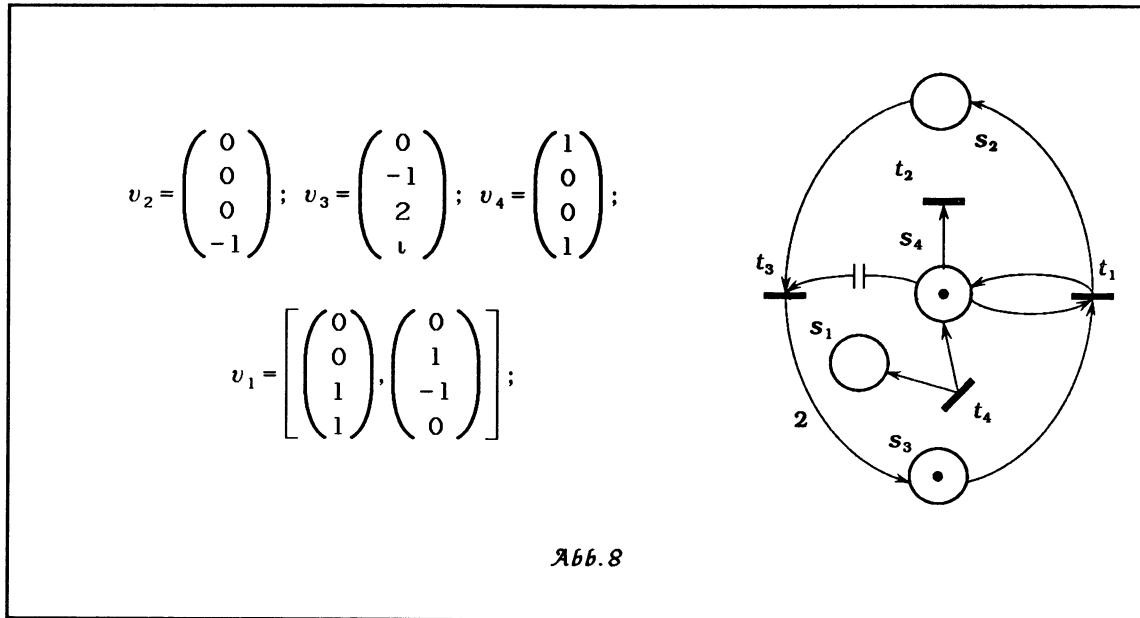 v₂ = ( 0 0 0 -1 ) ; v₃ = ( 0 -1 2 ι ) ; v₄ = ( 1 0 0 1 ) ;
v₁ = [ ( 0 0 1 1 ) , ( 0 1 -1 0 ) ] ;
s₂
t₂
s₄
t₃
t₁
s₁
t₄
2
s₃
Abb. 8